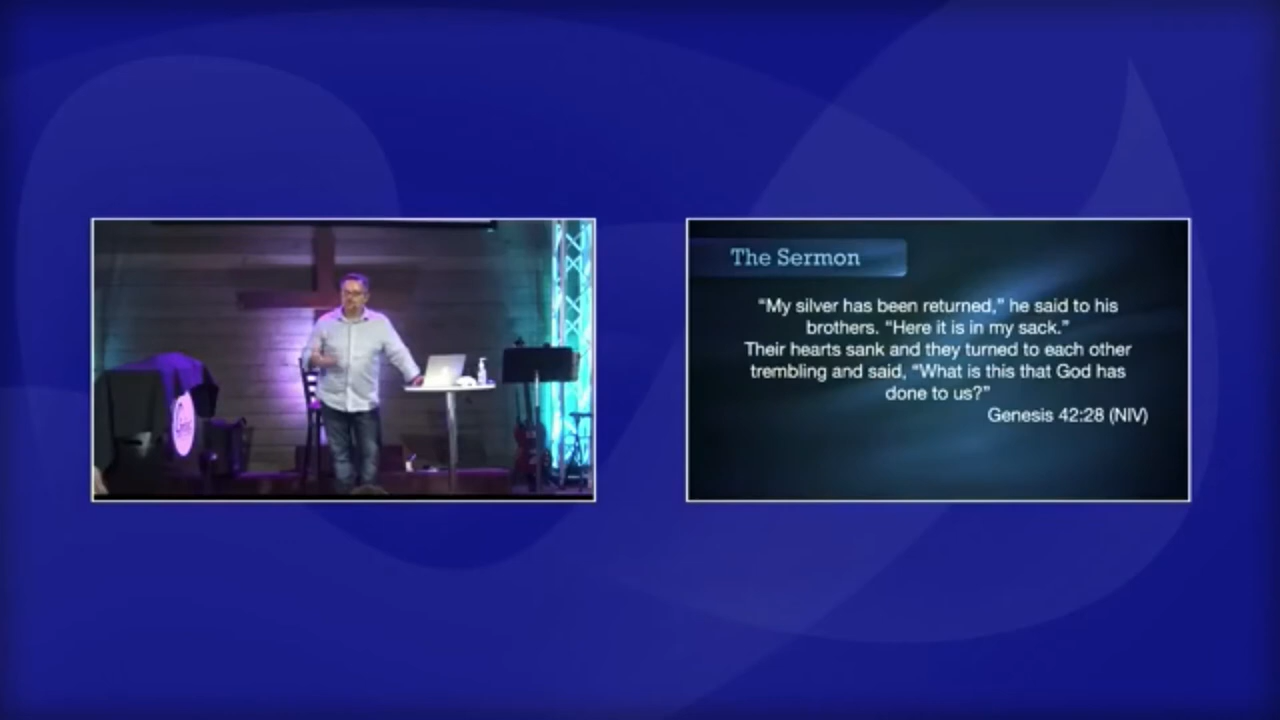 The Sermon
“My silver has been returned,” he said to his
brothers. “Here it is in my sack.”
Their hearts sank and they turned to each other
trembling and said, “What is this that God has
done to us?”
Genesis 42:28 (NIV)